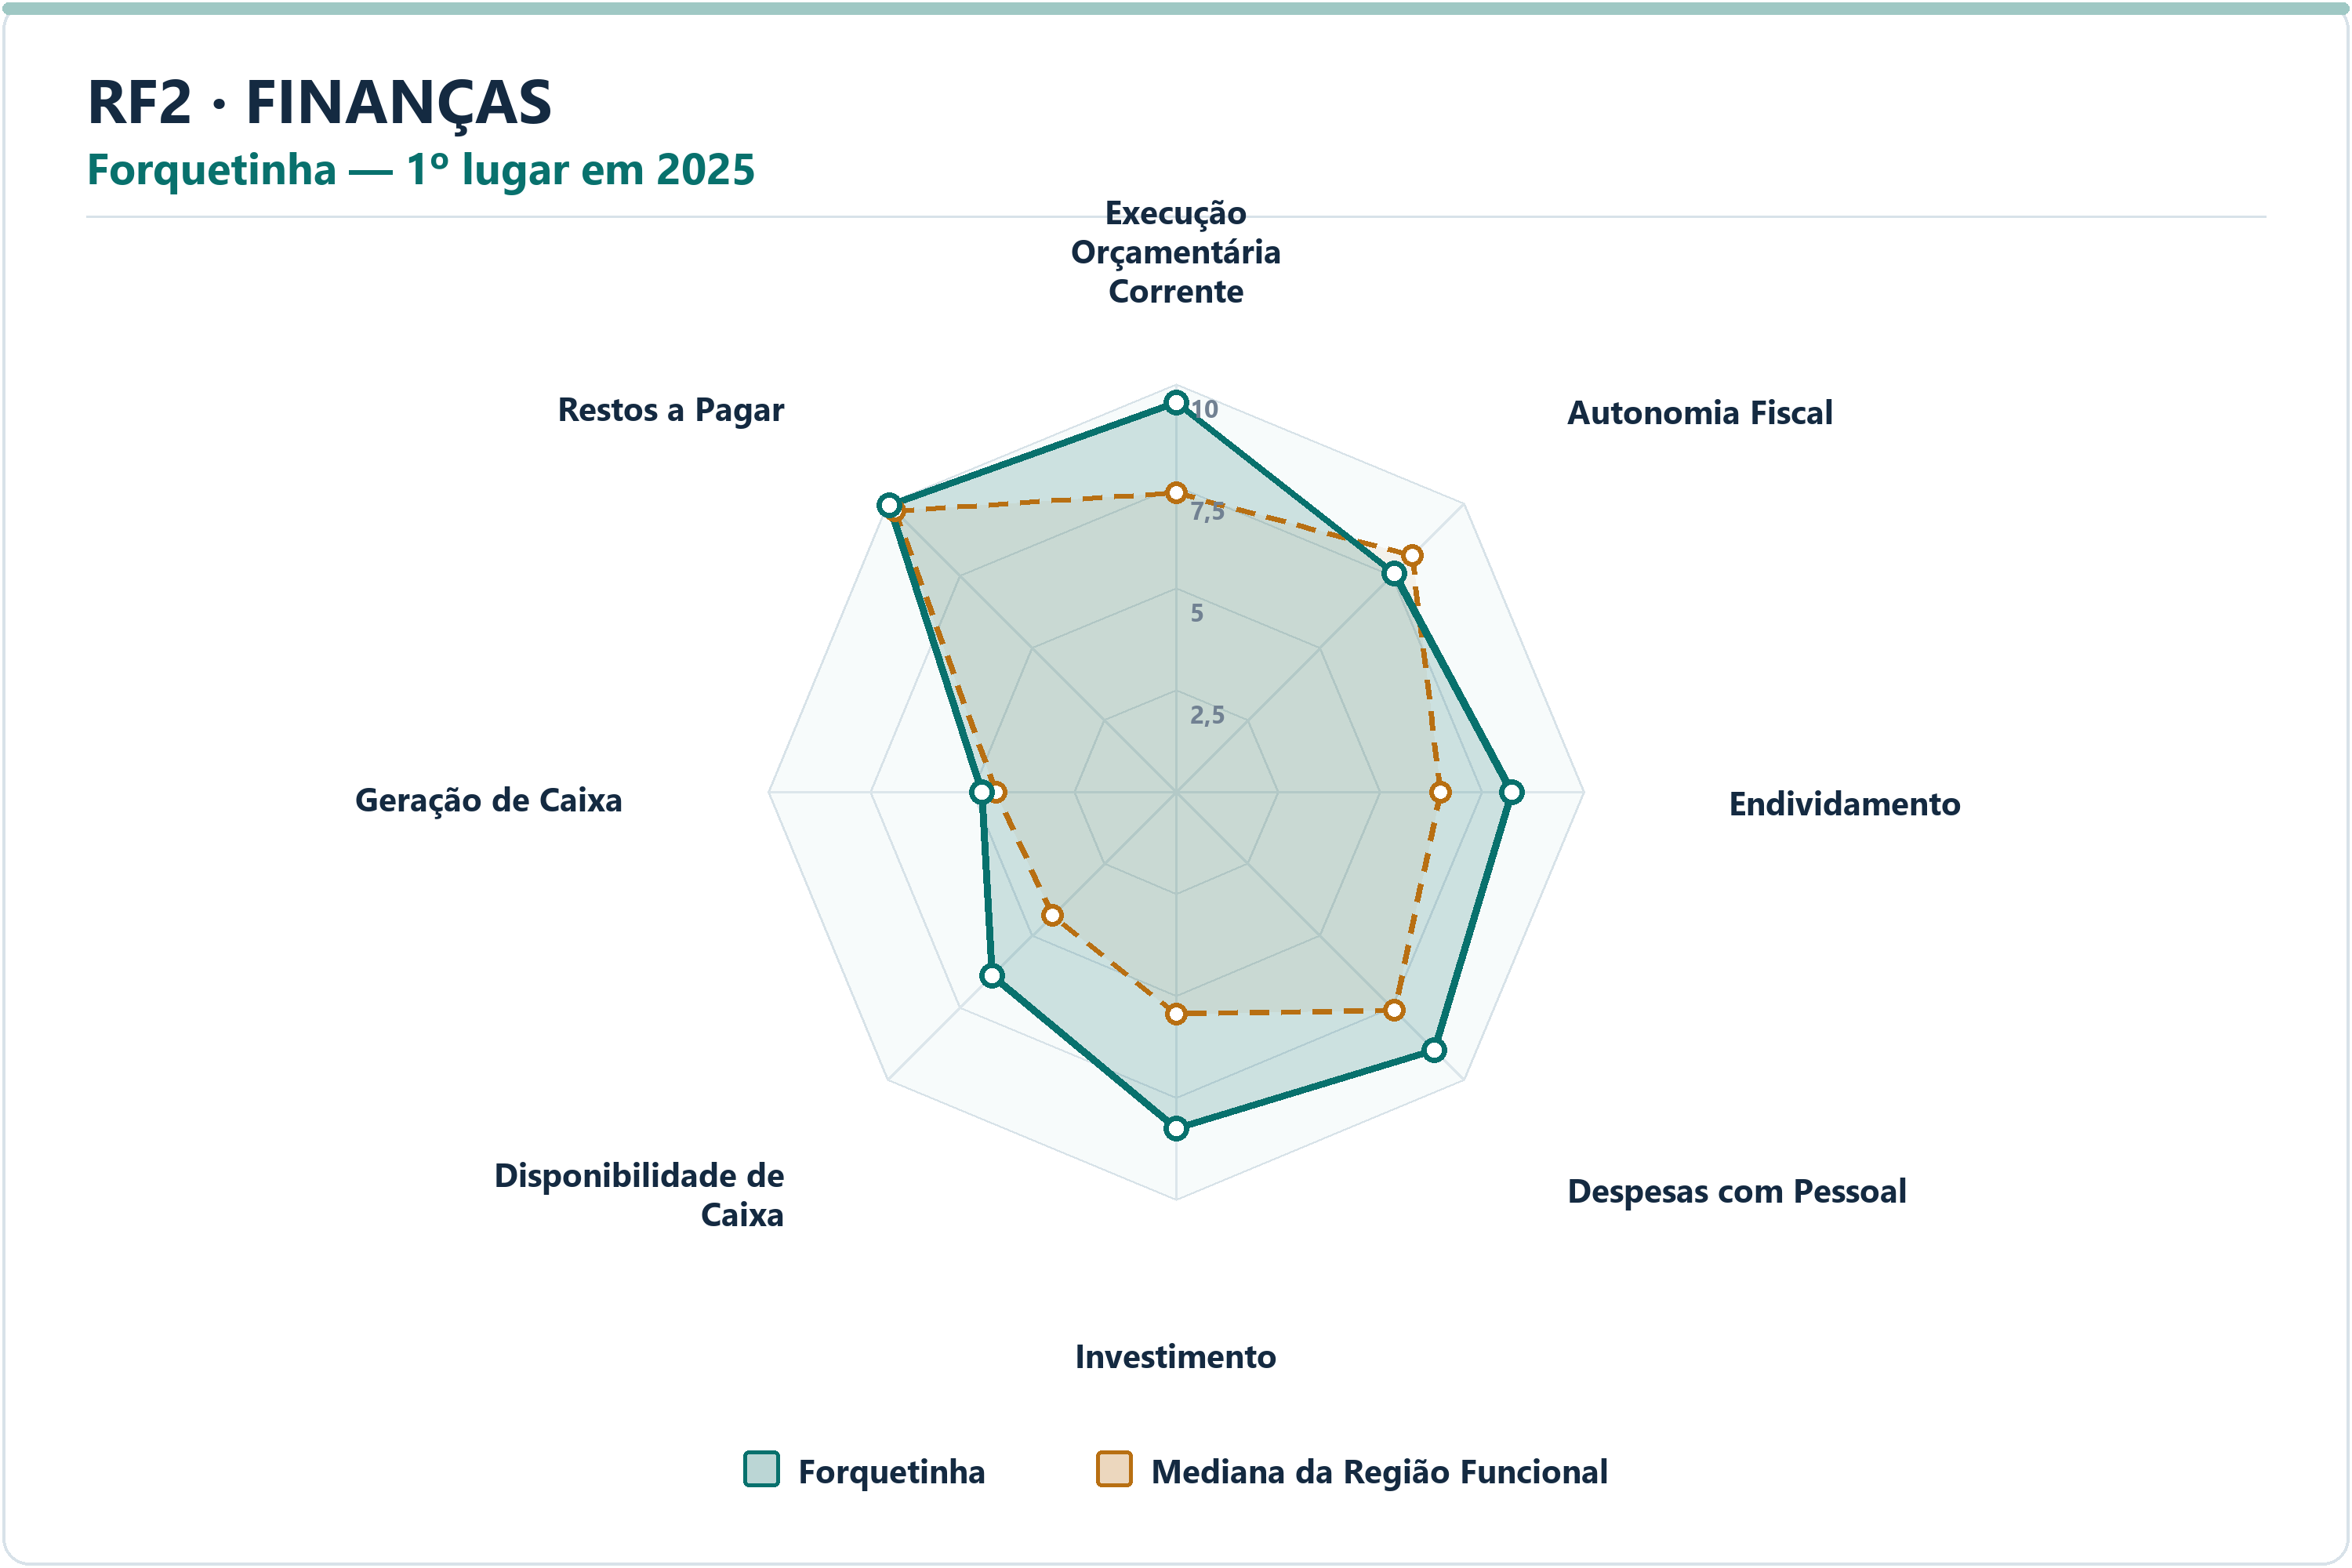 RF2 · FINANÇAS
Forquetinha — 1º lugar em 2025
Execução
Orçamentária
Corrente
Restos a Pagar
Autonomia Fiscal
10
7,5
5
2,5
Geração de Caixa
Endividamento
Disponibilidade de
Caixa
Despesas com Pessoal
Investimento
Forquetinha
Mediana da Região Funcional